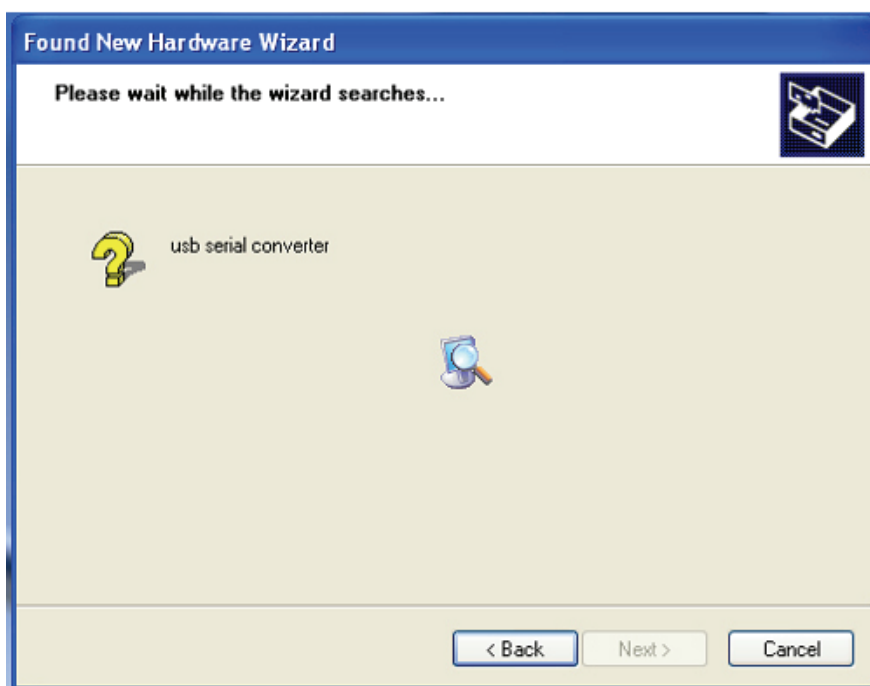 Found New Hardware Wizard
Please wait while the wizard searches...
usb serial converter
< Back
Next >
Cancel